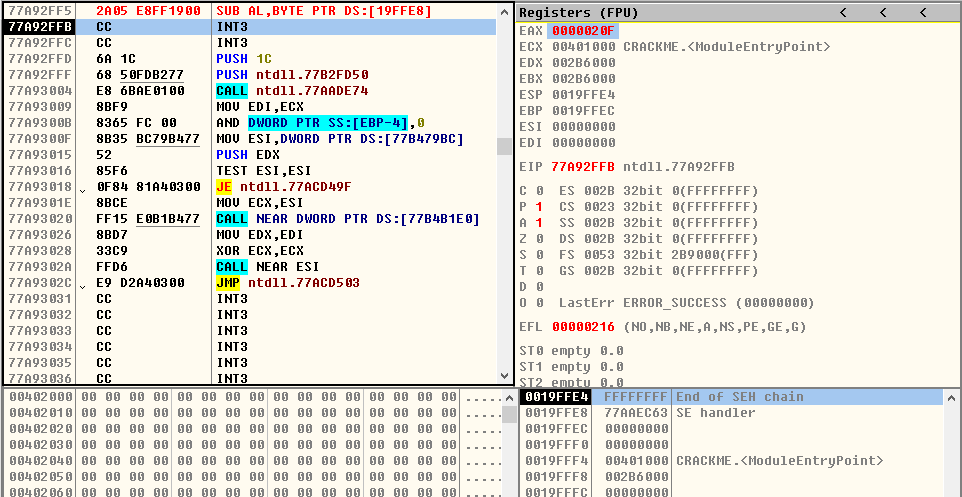 77A92FF5 2A05 E8FF1900 SUB AL,BYTE PTR DS:[19FFE8]
77A92FFB CC INT3
77A92FFC CC INT3
77A92FFD 6A 1C PUSH 1C
77A92FFF 68 50FDB277 PUSH ntdll.77B2FD50
77A93004 E8 6BAE0100 CALL ntdll.77AADE74
77A93009 8BF9 MOV EDI,ECX
77A9300B 8365 FC 00 AND DWORD PTR SS:[EBP-4],0
77A9300F 8B35 BC79B477 MOV ESI,DWORD PTR DS:[77B479BC]
77A93015 52 PUSH EDX
77A93016 85F6 TEST ESI,ESI
77A93018 0F84 81A40300 JE ntdll.77ACD49F
77A9301E 8BCE MOV ECX,ESI
77A93020 FF15 E0B1B477 CALL NEAR DWORD PTR DS:[77B4B1E0]
77A93026 8BD7 MOV EDX,EDI
77A93028 33C9 XOR ECX,ECX
77A9302A FFD6 CALL NEAR ESI
77A9302C E9 D2A40300 JMP ntdll.77ACD503
77A93031 CC INT3
77A93032 CC INT3
77A93033 CC INT3
77A93034 CC INT3
77A93035 CC INT3
77A93036 CC INT3
Registers (FPU) < < <
EAX 0000020F
ECX 00401000 CRACKME.<ModuleEntryPoint>
EDX 002B6000
EBX 002B6000
ESP 0019FFE4
EBP 0019FFEC
ESI 00000000
EDI 00000000
EIP 77A92FFB ntdll.77A92FFB
C 0 ES 002B 32bit 0(FFFFFFFF)
P 1 CS 0023 32bit 0(FFFFFFFF)
A 1 SS 002B 32bit 0(FFFFFFFF)
Z 0 DS 002B 32bit 0(FFFFFFFF)
S 0 FS 0053 32bit 2B9000(FFF)
T 0 GS 002B 32bit 0(FFFFFFFF)
D 0
O 0 LastErr ERROR_SUCCESS (00000000)
EFL 00000216 (NO,NB,NE,A,NS,PE,GE,G)
ST0 empty 0.0
ST1 empty 0.0
ST2 empty 0.0
00402000 00 00 00 00 00 00 00 00 00 00 00 00 00 00 00 00 .....
00402010 00 00 00 00 00 00 00 00 00 00 00 00 00 00 00 00 .....
00402020 00 00 00 00 00 00 00 00 00 00 00 00 00 00 00 00 .....
00402030 00 00 00 00 00 00 00 00 00 00 00 00 00 00 00 00 .....
00402040 00 00 00 00 00 00 00 00 00 00 00 00 00 00 00 00 .....
00402050 00 00 00 00 00 00 00 00 00 00 00 00 00 00 00 00 .....
00402060 00 00 00 00 00 00 00 00 00 00 00 00 00 00 00 00 .....
0019FFE4 FFFFFFFF End of SEH chain
0019FFE8 77AAEC63 SE handler
0019FFEC 00000000
0019FFF0 00000000
0019FFF4 00401000 CRACKME.<ModuleEntryPoint>
0019FFF8 002B6000
0019FFFC 00000000